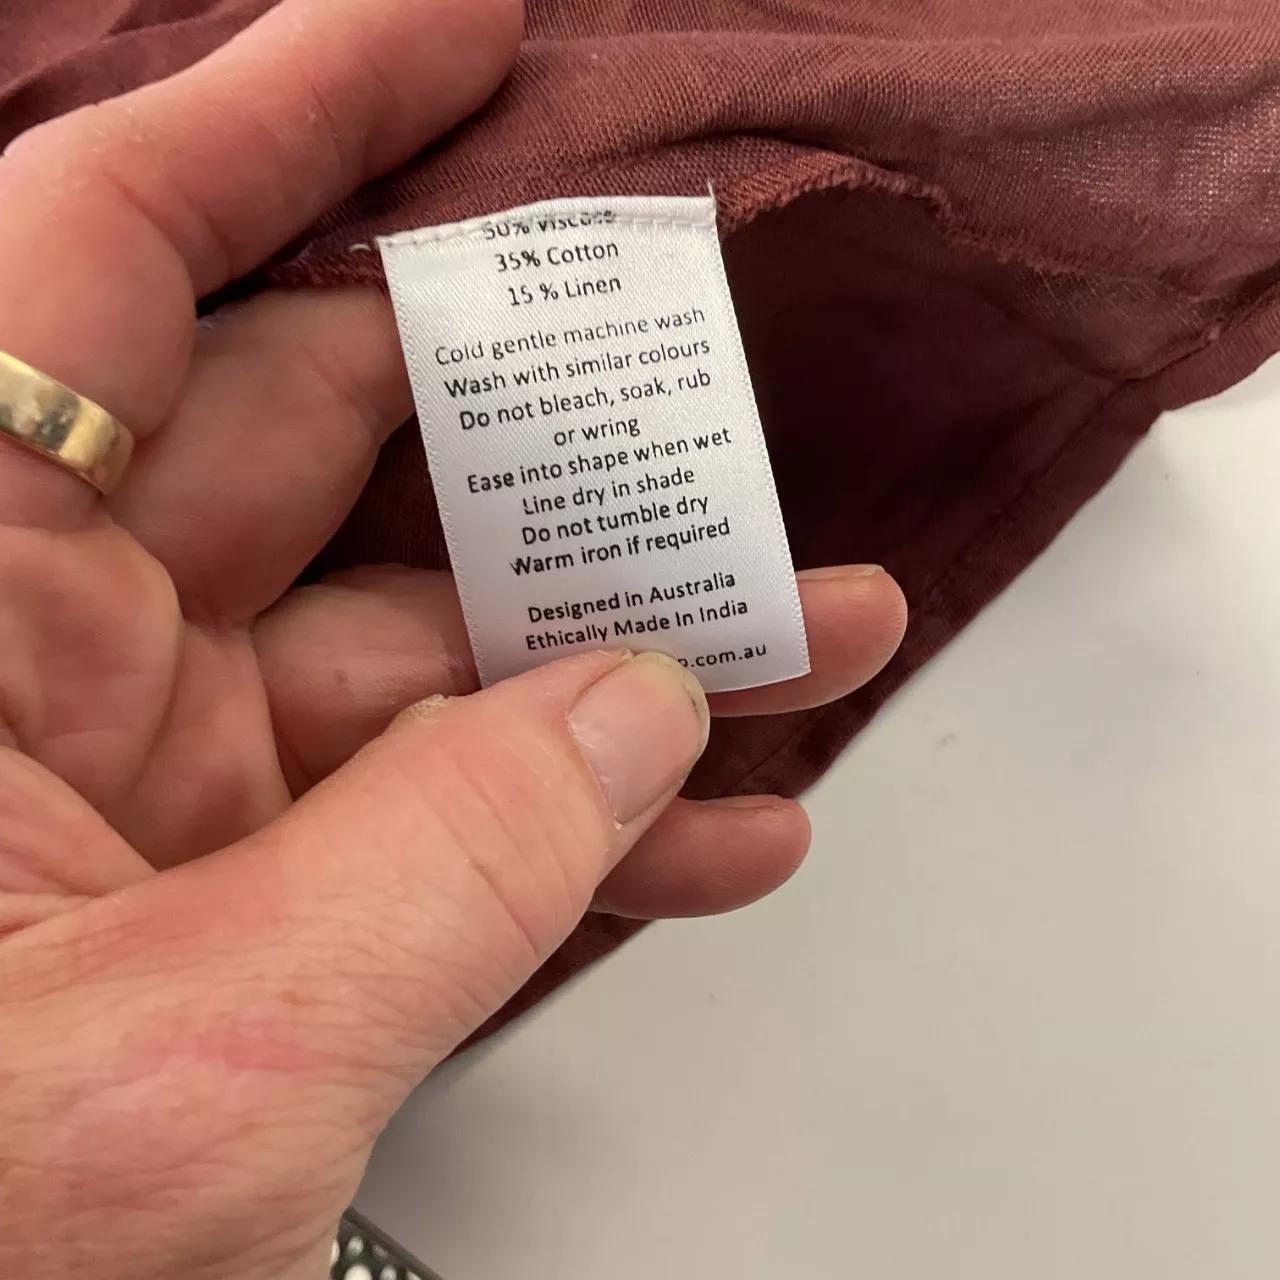 50% Viscose
35% Cotton
15 % Linen
Cold gentle machine wash
Wash with similar colours
Do not bleach, soak, rub
or wring
Ease into shape when wet
Line dry in shade
Do not tumble dry
Warm iron if required
Designed in Australia
Ethically Made In India
p.com.au